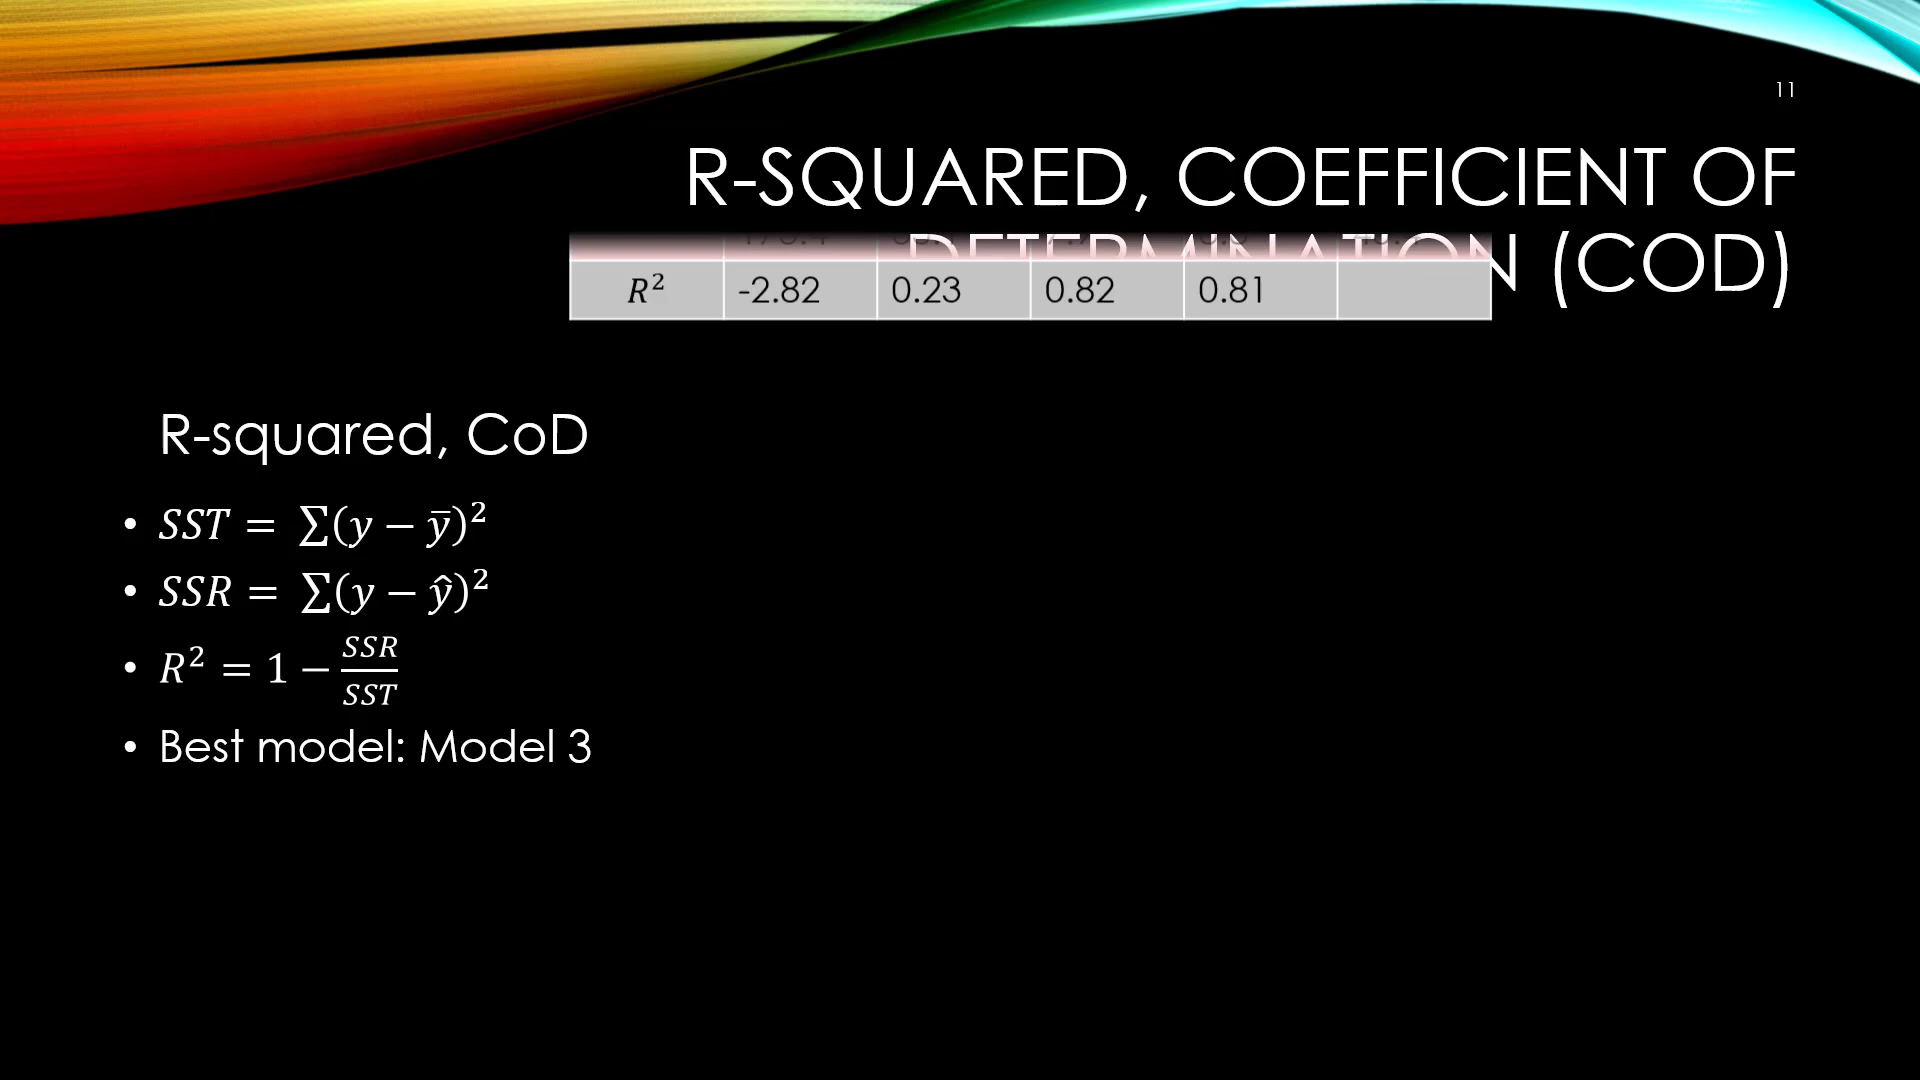 11
R-SQUARED, COEFFICIENT OF
DETERMINATION (COD)
R² -2.82 0.23 0.82 0.81
R-squared, CoD
• SST = ∑(y − ȳ)²
• SSR = ∑(y − ŷ)²
• R² = 1 − SSR/SST
• Best model: Model 3